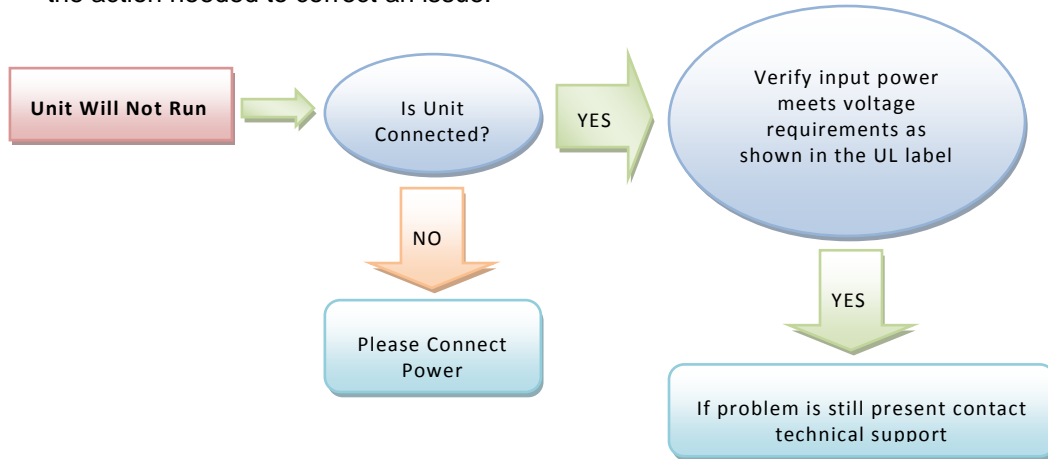 the action needed to correct an issue.
Unit Will Not Run
Is Unit
Connected?
YES
Verify input power
meets voltage
requirements as
shown in the UL label
NO
YES
Please Connect
Power
If problem is still present contact
technical support